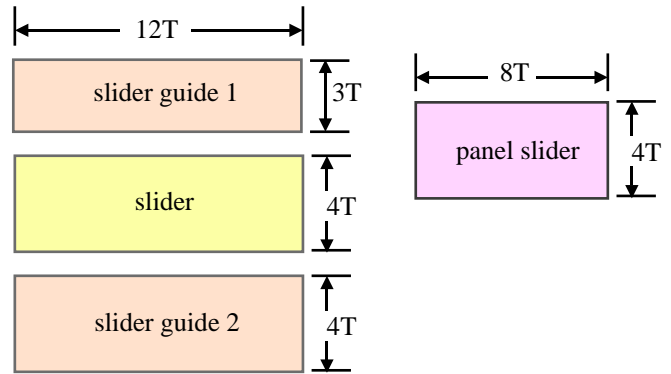 12T
slider guide 1
3T
8T
panel slider
4T
slider
4T
slider guide 2
4T